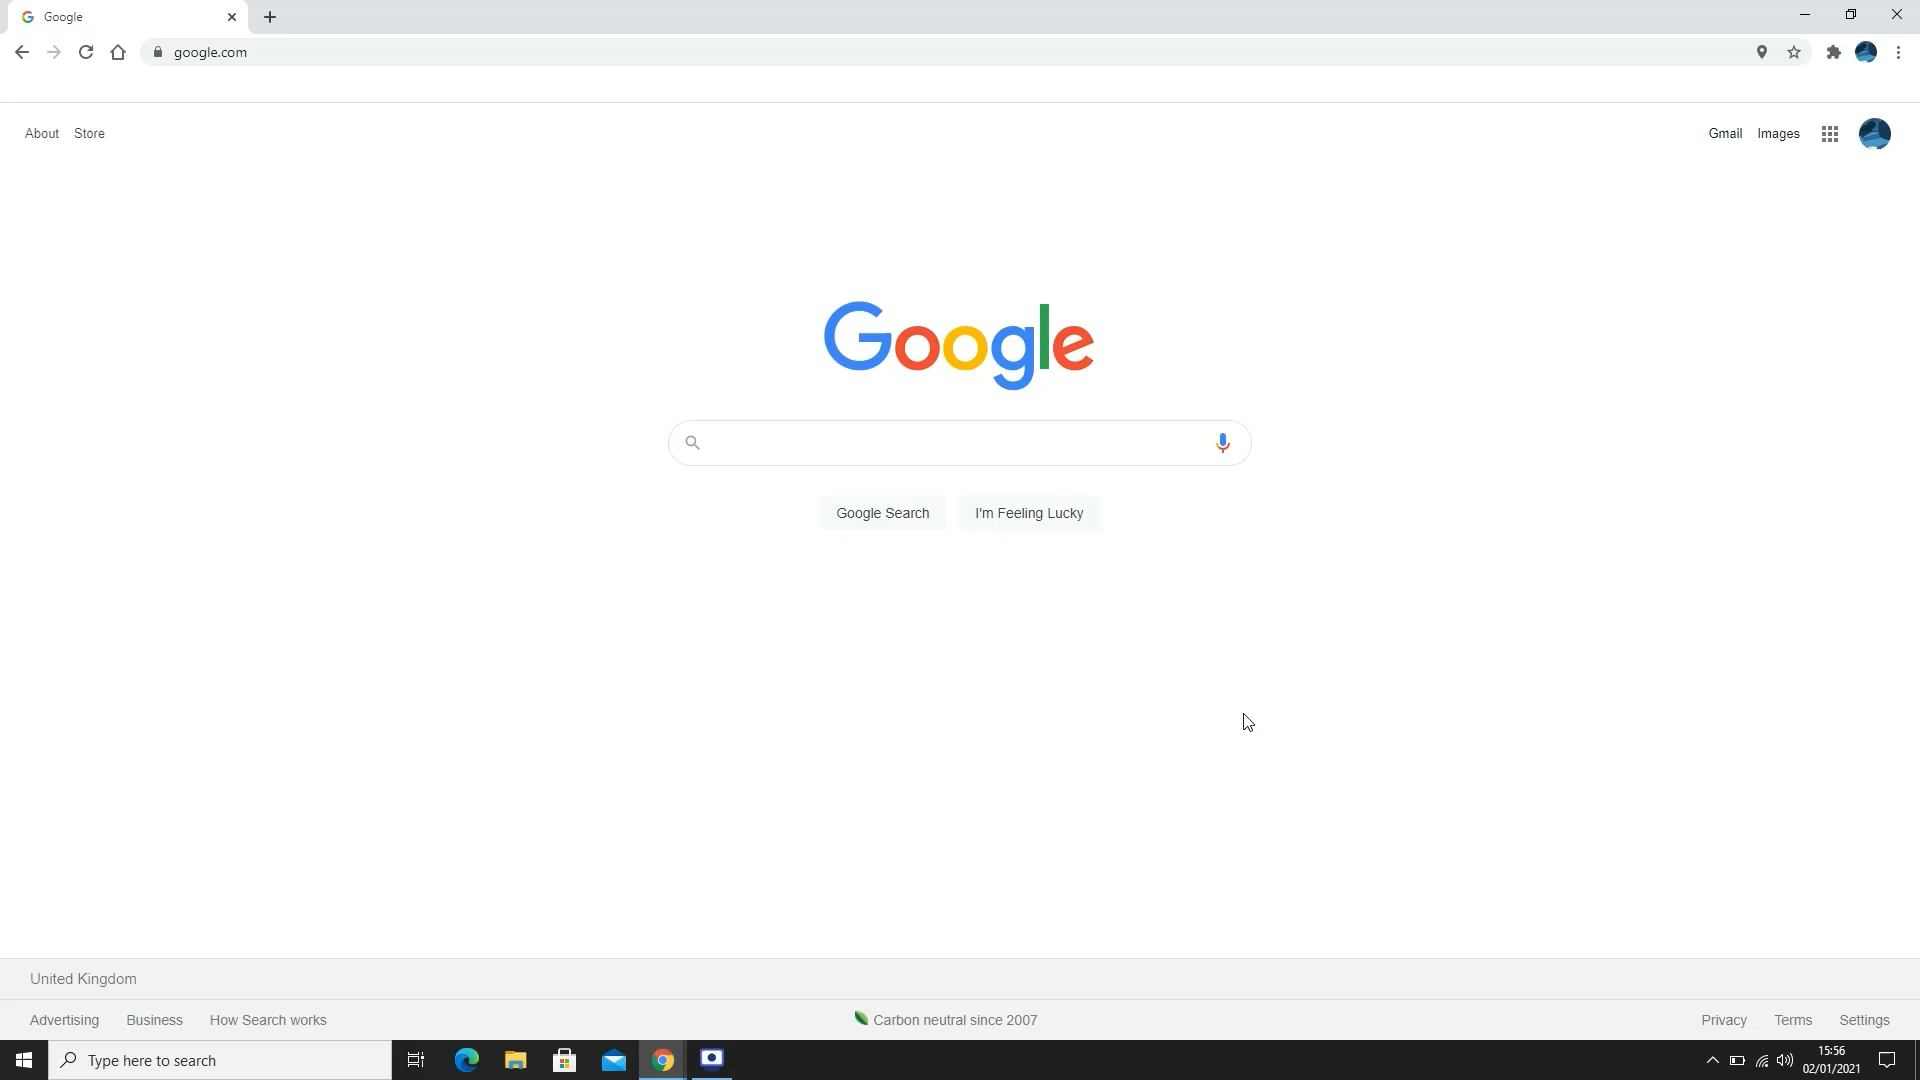 Google
google.com
About Store Gmail Images
Google
Google Search I'm Feeling Lucky
United Kingdom
Advertising Business How Search works Carbon neutral since 2007 Privacy Terms Settings
Type here to search
15:56
02/01/2021